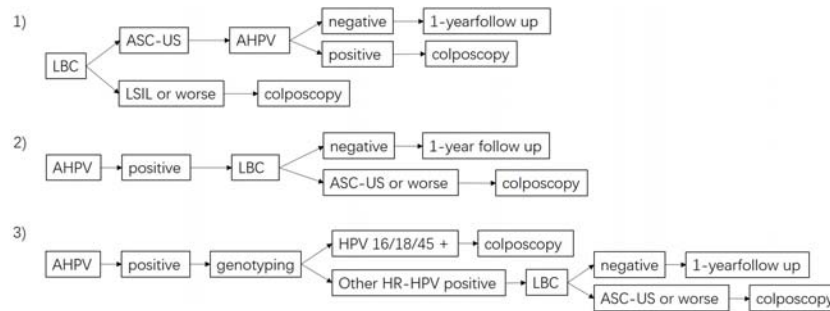 1)
negative
1-yearfollow up
ASC-US
AHPV
positive
colposcopy
LBC
LSIL or worse
colposcopy
2)
negative
1-year follow up
AHPV
positive
LBC
ASC-US or worse
colposcopy
3)
HPV 16/18/45 +
colposcopy
AHPV
positive
genotyping
negative
1-yearfollow up
Other HR-HPV positive
LBC
ASC-US or worse
colposcopy